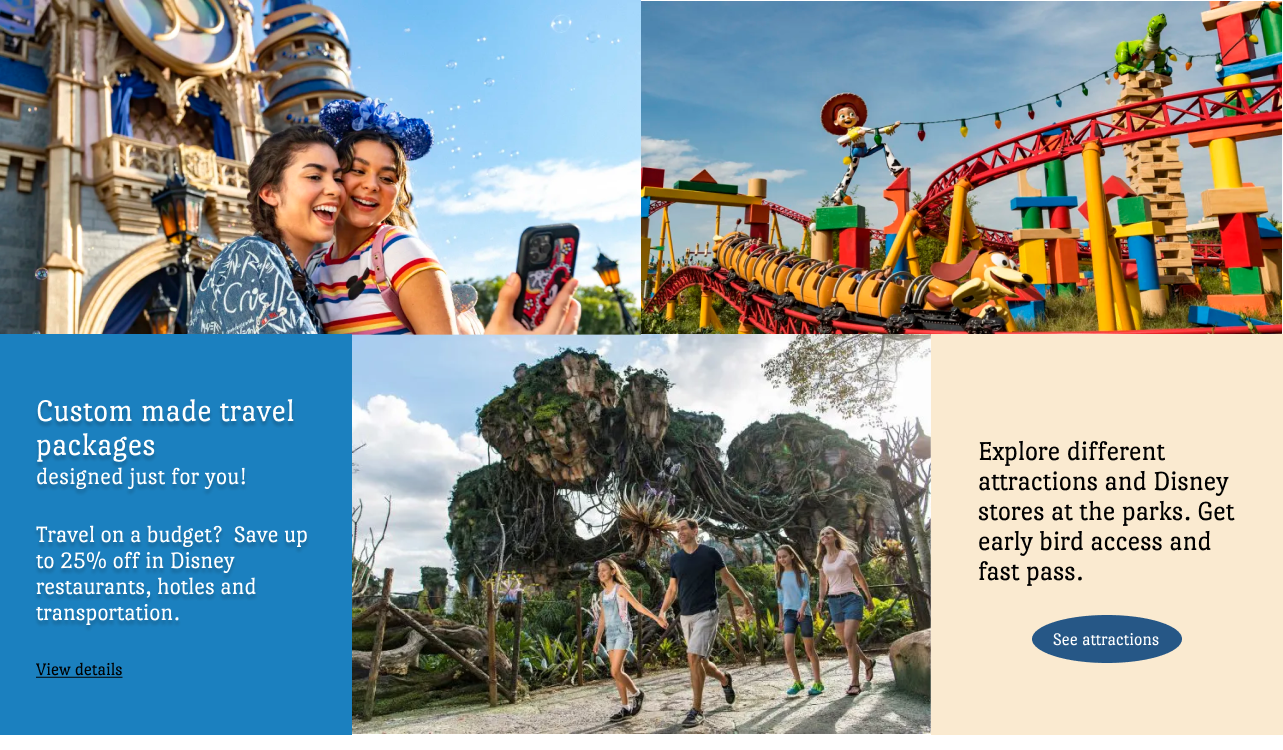 Custom made travel
packages
designed just for you!
Travel on a budget?  Save up
to 25% off in Disney
restaurants, hotles and
transportation.
View details
Explore different
attractions and Disney
stores at the parks. Get
early bird access and
fast pass.
See attractions